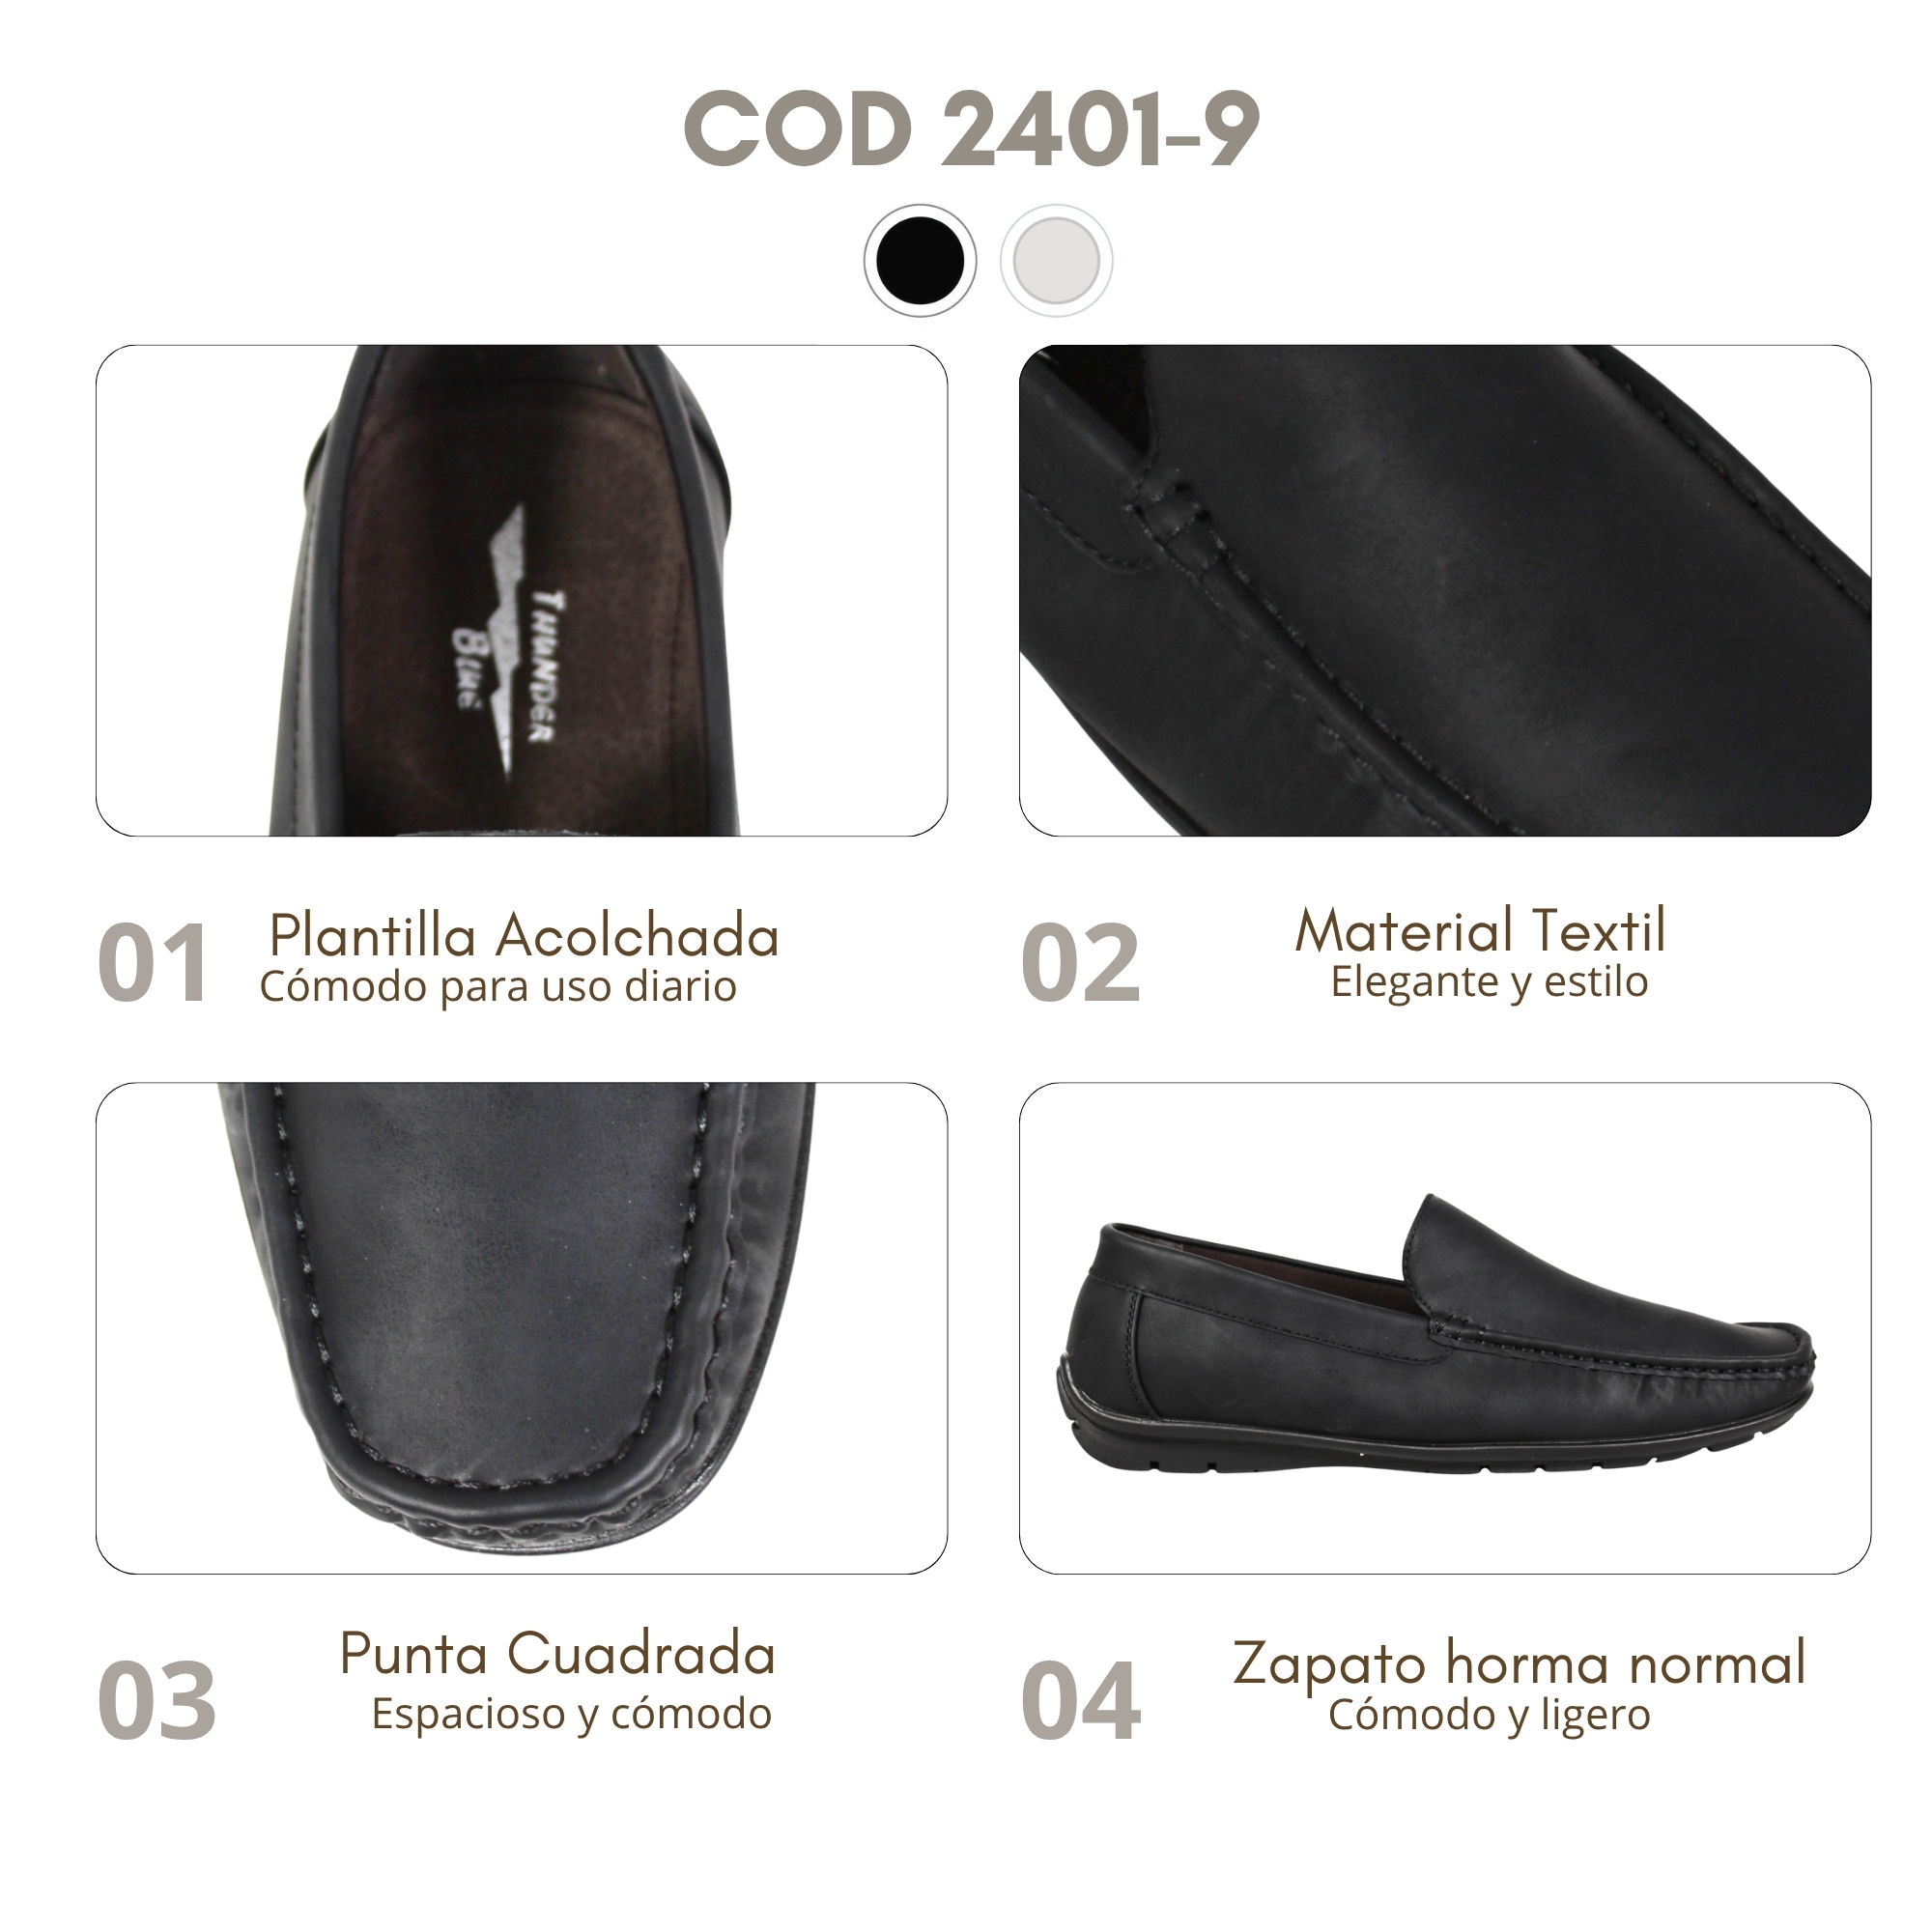 COD 2401-9
THUNDER
BLUE
01
Plantilla Acolchada
Cómodo para uso diario
02
Material Textil
Elegante y estilo
03
Punta Cuadrada
Espacioso y cómodo
04
Zapato horma normal
Cómodo y ligero